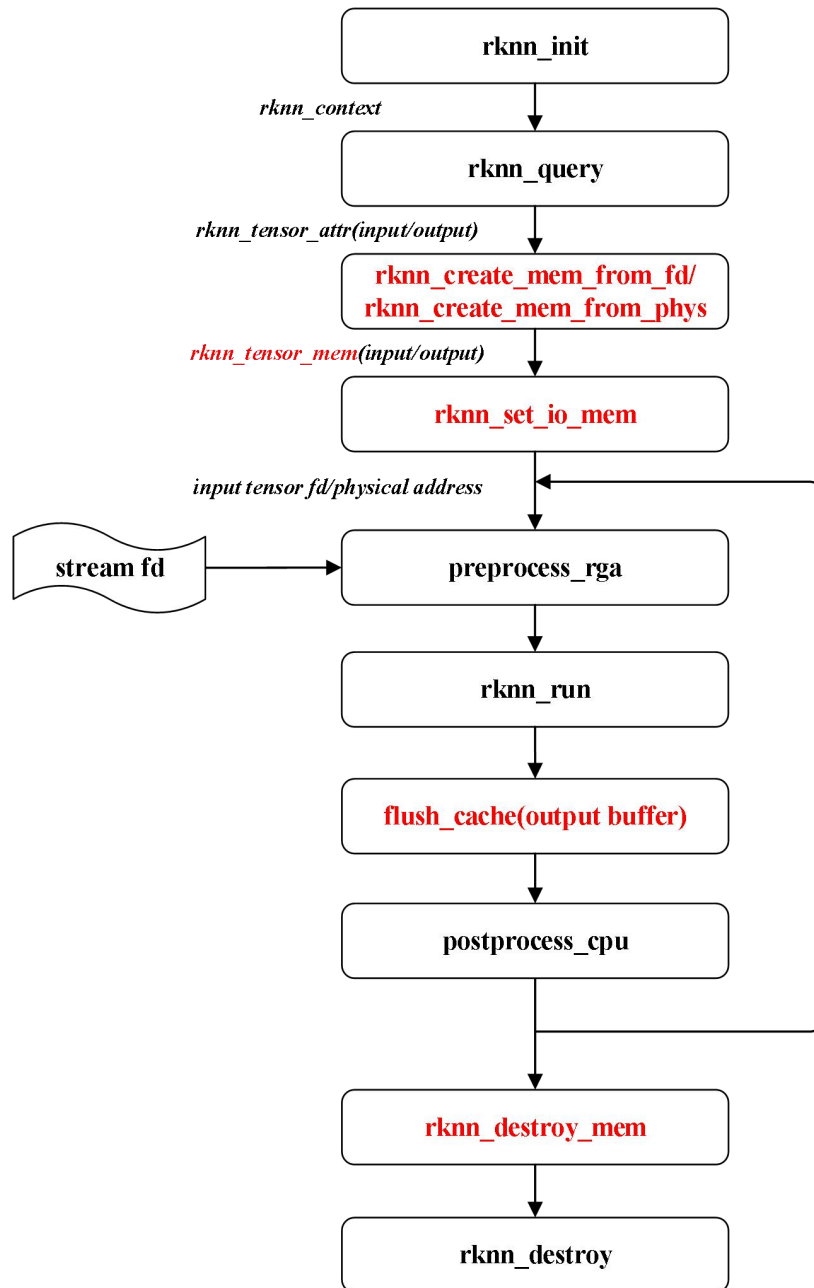 rknn_init
rknn_context
rknn_query
rknn_tensor_attr(input/output)
rknn_create_mem_from_fd/
rknn_create_mem_from_phys
rknn_tensor_mem(input/output)
rknn_set_io_mem
input tensor fd/physical address
stream fd
preprocess_rga
rknn_run
flush_cache(output buffer)
postprocess_cpu
rknn_destroy_mem
rknn_destroy